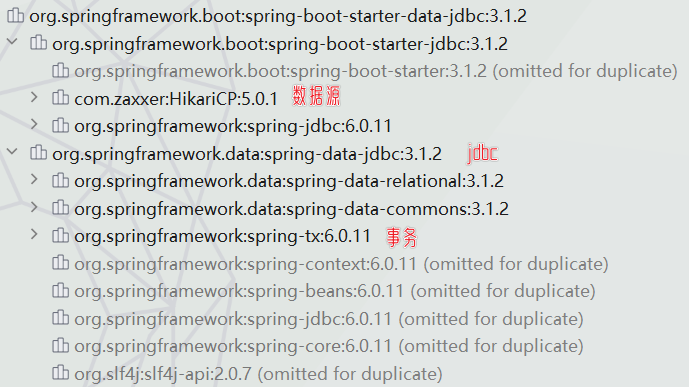 org.springframework.boot:spring-boot-starter-data-jdbc:3.1.2
org.springframework.boot:spring-boot-starter-jdbc:3.1.2
org.springframework.boot:spring-boot-starter:3.1.2 (omitted for duplicate)
com.zaxxer:HikariCP:5.0.1 数据源
org.springframework:spring-jdbc:6.0.11
org.springframework.data:spring-data-jdbc:3.1.2 jdbc
org.springframework.data:spring-data-relational:3.1.2
org.springframework.data:spring-data-commons:3.1.2
org.springframework:spring-tx:6.0.11 事务
org.springframework:spring-context:6.0.11 (omitted for duplicate)
org.springframework:spring-beans:6.0.11 (omitted for duplicate)
org.springframework:spring-jdbc:6.0.11 (omitted for duplicate)
org.springframework:spring-core:6.0.11 (omitted for duplicate)
org.slf4j:slf4j-api:2.0.7 (omitted for duplicate)